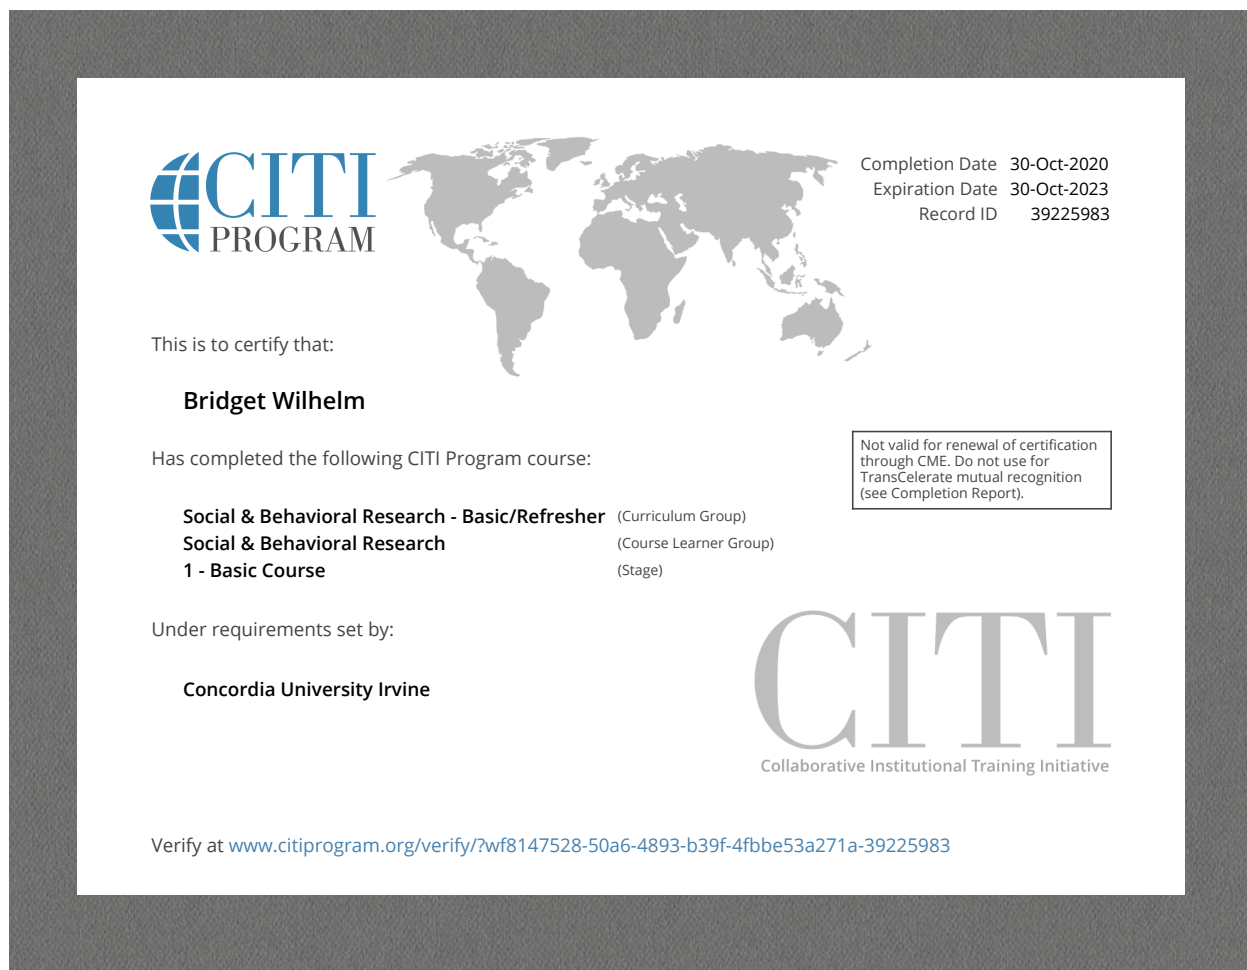 CITI
PROGRAM
Completion Date 30-Oct-2020
Expiration Date 30-Oct-2023
Record ID 39225983
This is to certify that:
Bridget Wilhelm
Has completed the following CITI Program course:
Not valid for renewal of certification
through CME. Do not use for
TransCelerate mutual recognition
(see Completion Report).
Social & Behavioral Research - Basic/Refresher (Curriculum Group)
Social & Behavioral Research (Course Learner Group)
1 - Basic Course (Stage)
Under requirements set by:
Concordia University Irvine
CITI
Collaborative Institutional Training Initiative
Verify at www.citiprogram.org/verify/?wf8147528-50a6-4893-b39f-4fbbe53a271a-39225983